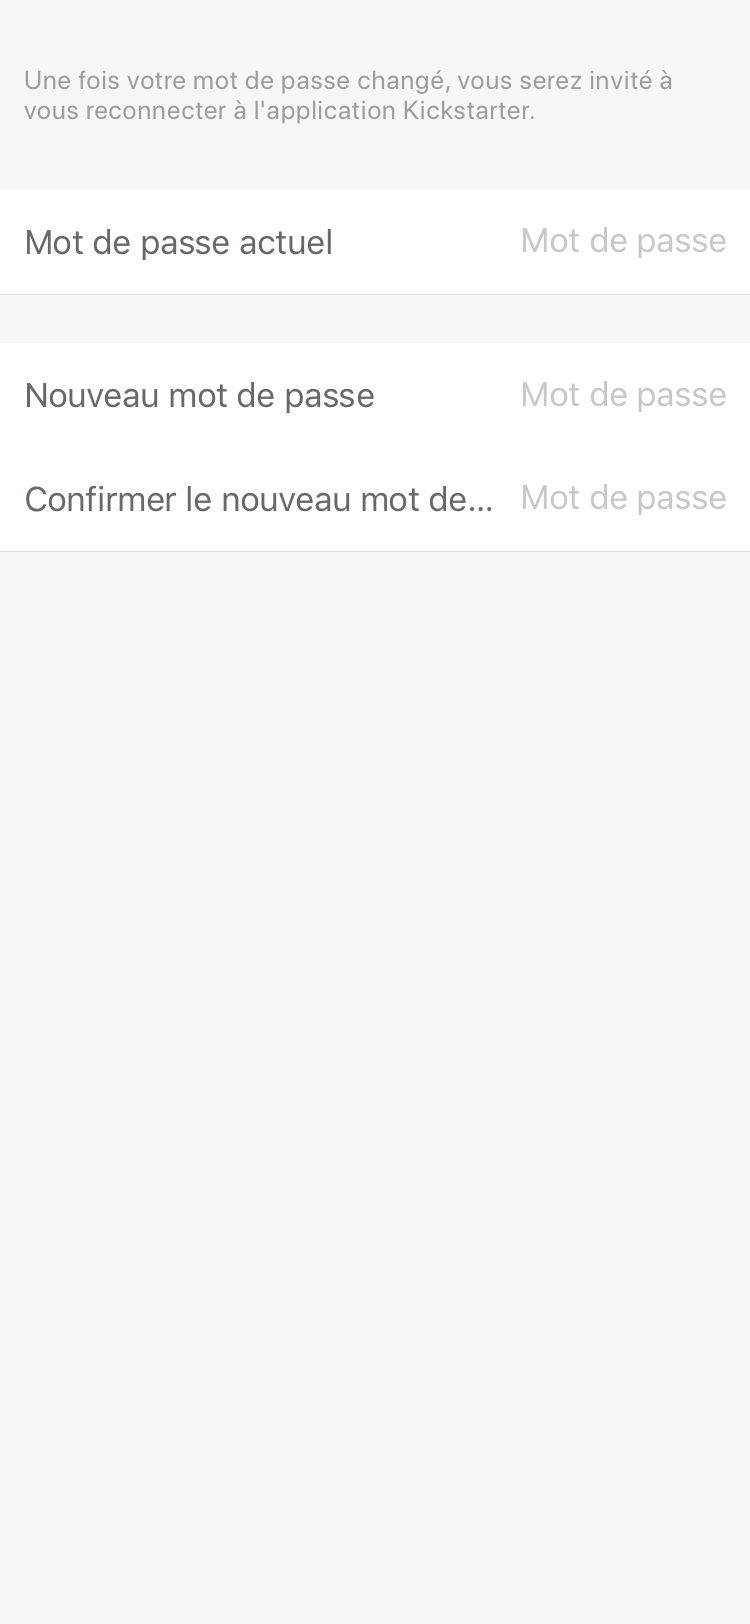 Une fois votre mot de passe changé, vous serez invité à
vous reconnecter à l'application Kickstarter.
Mot de passe actuel Mot de passe
Nouveau mot de passe Mot de passe
Confirmer le nouveau mot de... Mot de passe